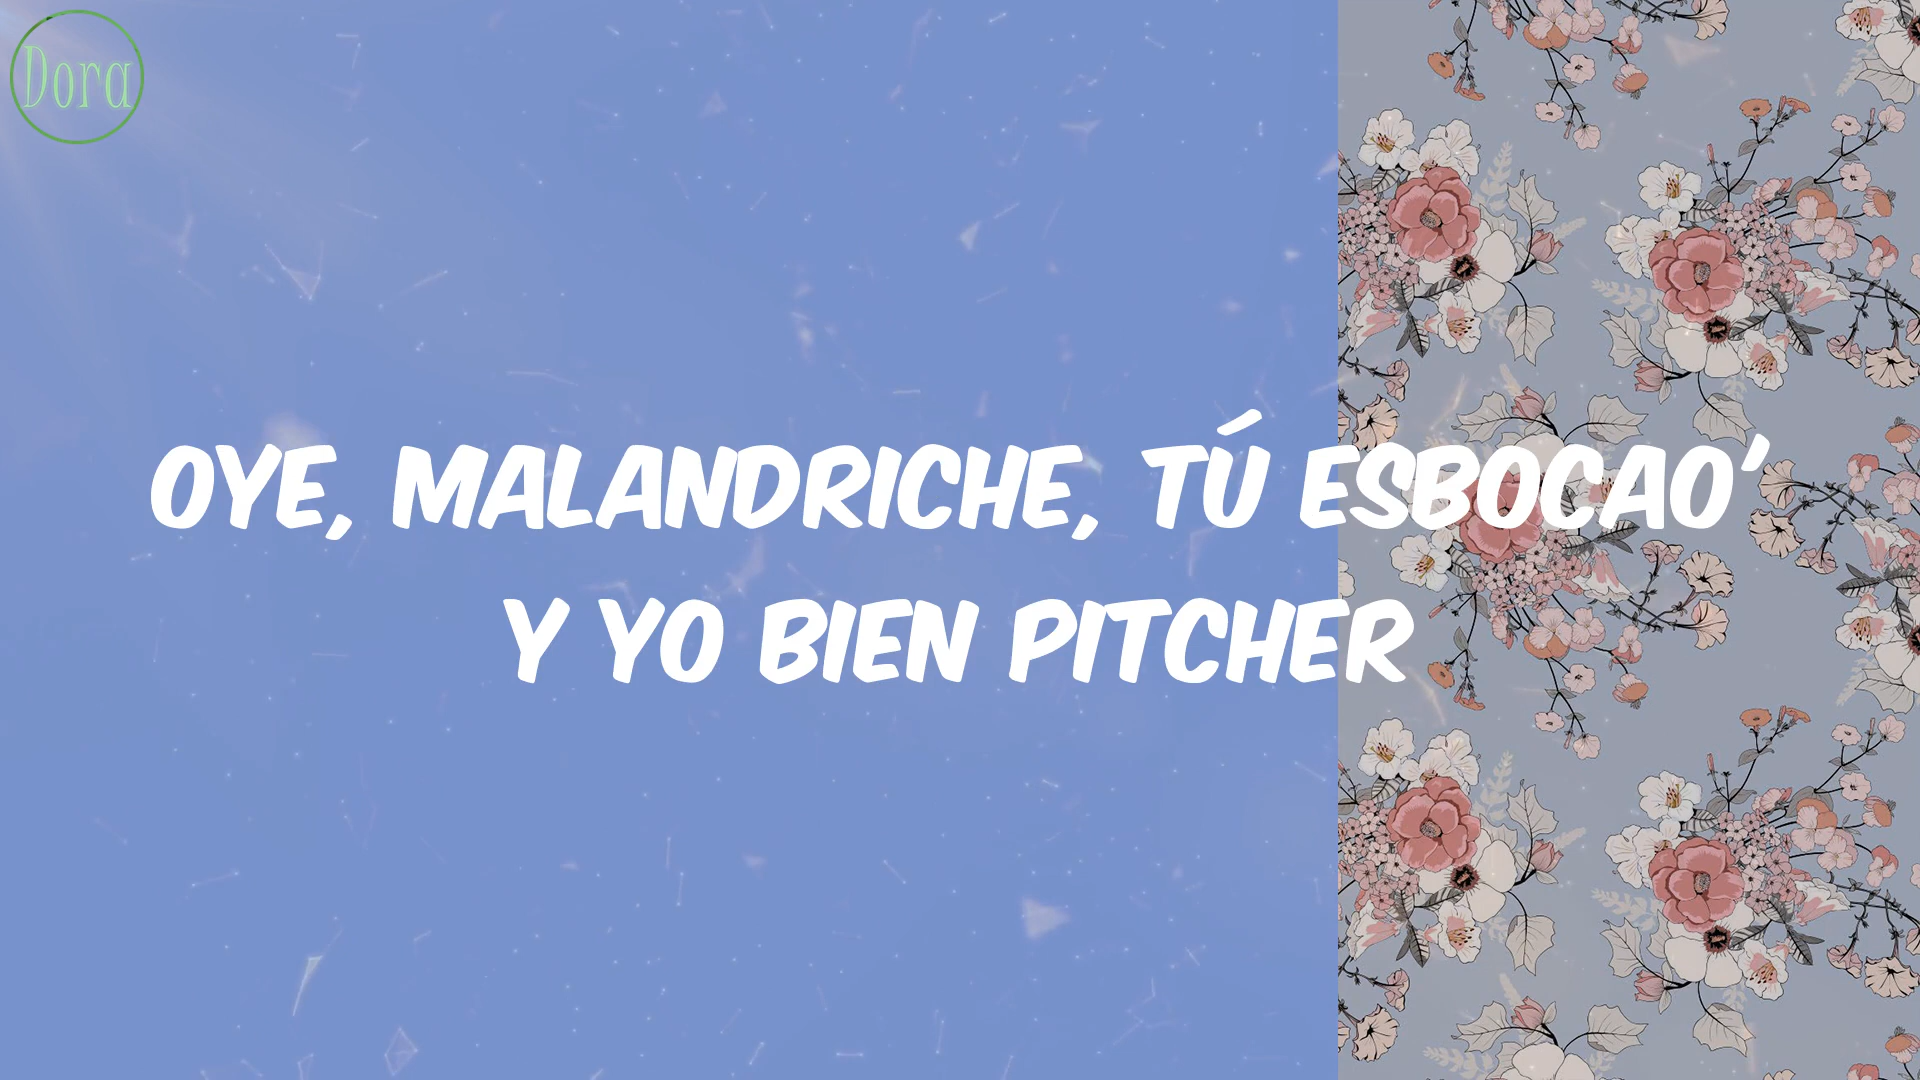 Dora
OYE, MALANDRICHE, TÚ ESBOCAO'
Y YO BIEN PITCHER